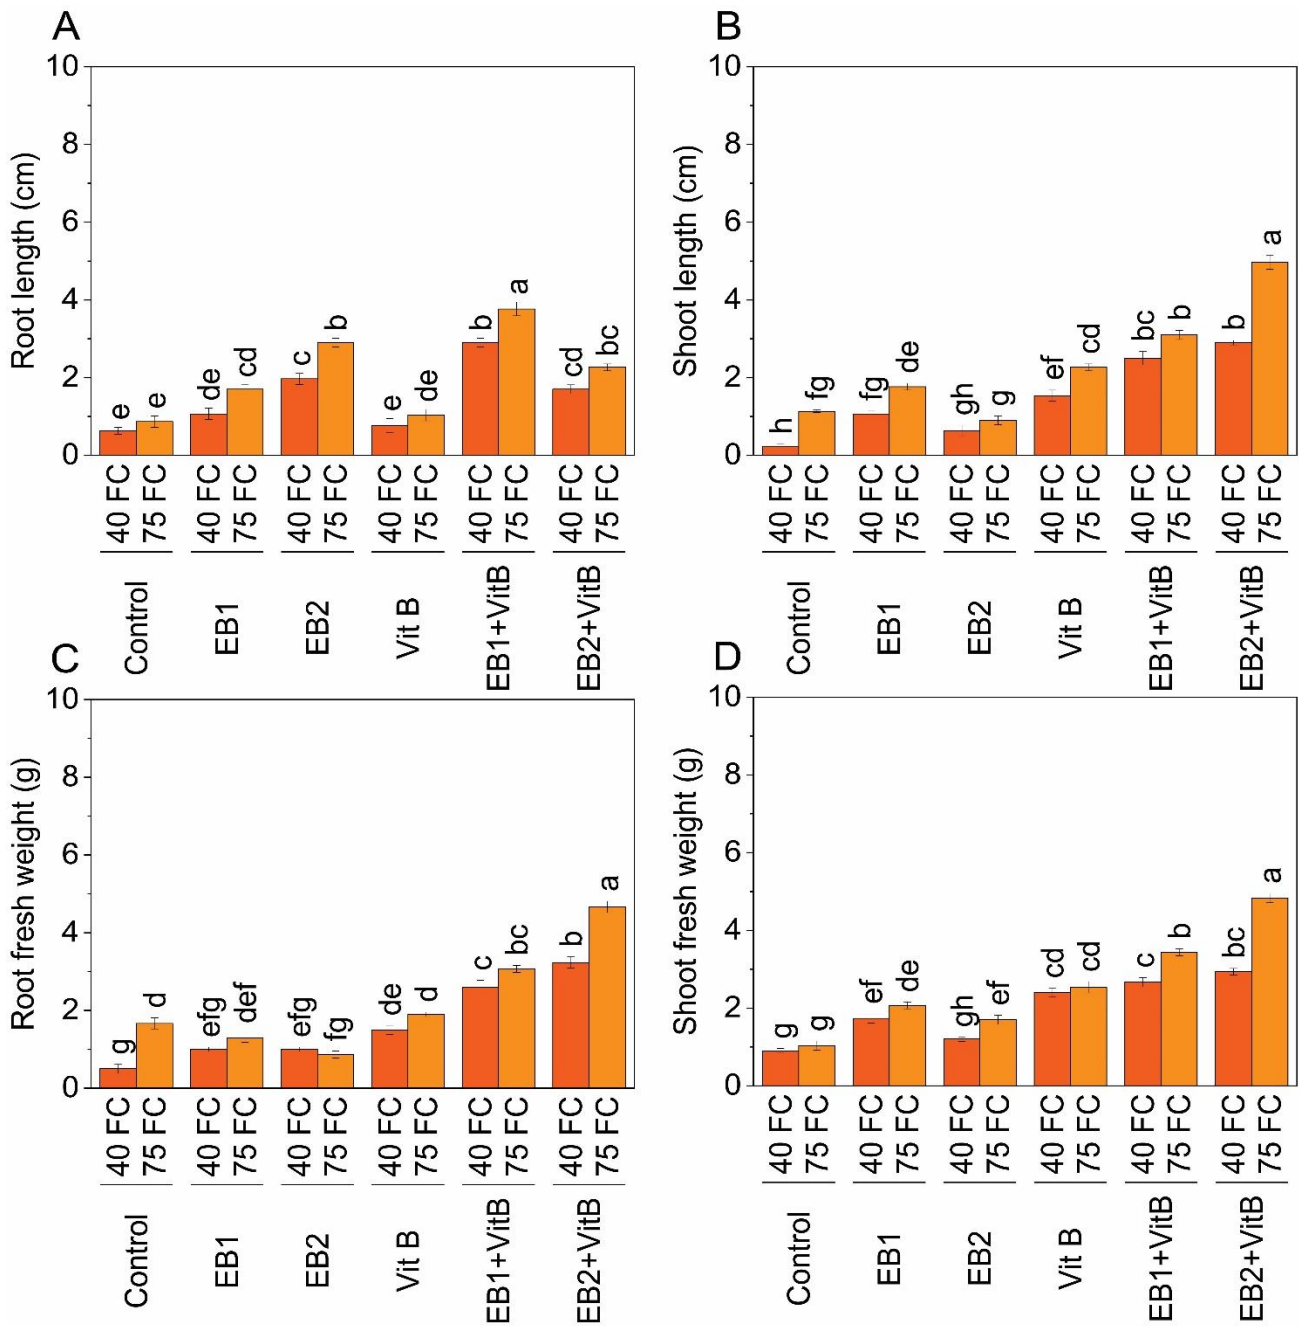 A
Root length (cm)
10
8
6
4
2
0
e
e
de
cd
c
b
e
de
b
a
cd
bc
40 FC
75 FC
40 FC
75 FC
40 FC
75 FC
40 FC
75 FC
40 FC
75 FC
40 FC
75 FC
Control
EB1
EB2
Vit B
EB1+VitB
EB2+VitB
B
Shoot length (cm)
10
8
6
4
2
0
h
fg
fg
de
gh
g
ef
cd
bc
b
b
a
40 FC
75 FC
40 FC
75 FC
40 FC
75 FC
40 FC
75 FC
40 FC
75 FC
40 FC
75 FC
Control
EB1
EB2
Vit B
EB1+VitB
EB2+VitB
C
Root fresh weight (g)
10
8
6
4
2
0
g
d
efg
def
efg
fg
de
d
c
bc
b
a
40 FC
75 FC
40 FC
75 FC
40 FC
75 FC
40 FC
75 FC
40 FC
75 FC
40 FC
75 FC
Control
EB1
EB2
Vit B
EB1+VitB
EB2+VitB
D
Shoot fresh weight (g)
10
8
6
4
2
0
g
g
ef
de
gh
ef
cd
cd
c
b
bc
a
40 FC
75 FC
40 FC
75 FC
40 FC
75 FC
40 FC
75 FC
40 FC
75 FC
40 FC
75 FC
Control
EB1
EB2
Vit B
EB1+VitB
EB2+VitB